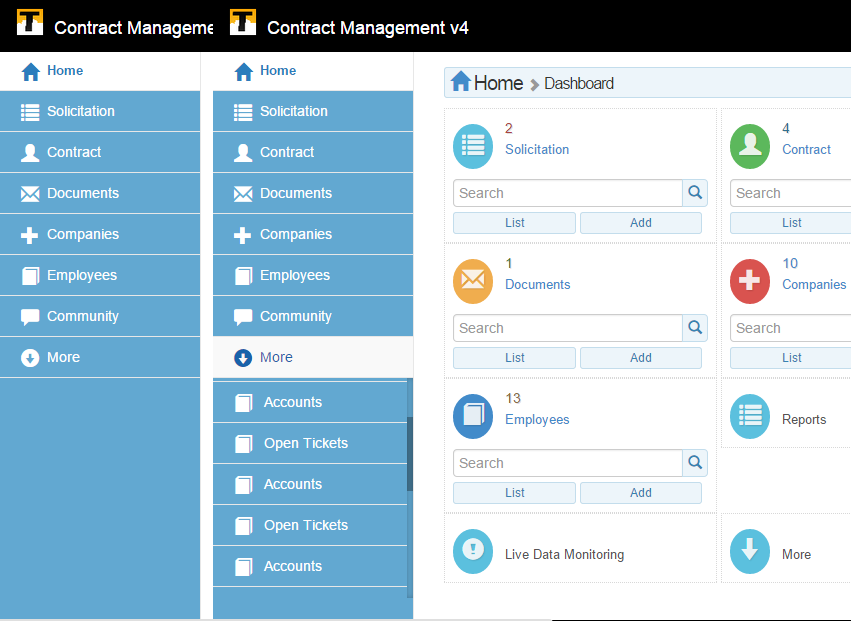 Contract Manageme
Home
Solicitation
Contract
Documents
Companies
Employees
Community
More
Contract Management v4
Home
Solicitation
Contract
Documents
Companies
Employees
Community
More
Accounts
Open Tickets
Accounts
Open Tickets
Accounts
Home > Dashboard
2
Solicitation
Search
List Add
4
Contract
Search
List
1
Documents
Search
List Add
10
Companies
Search
List
13
Employees
Search
List Add
Reports
Live Data Monitoring
More